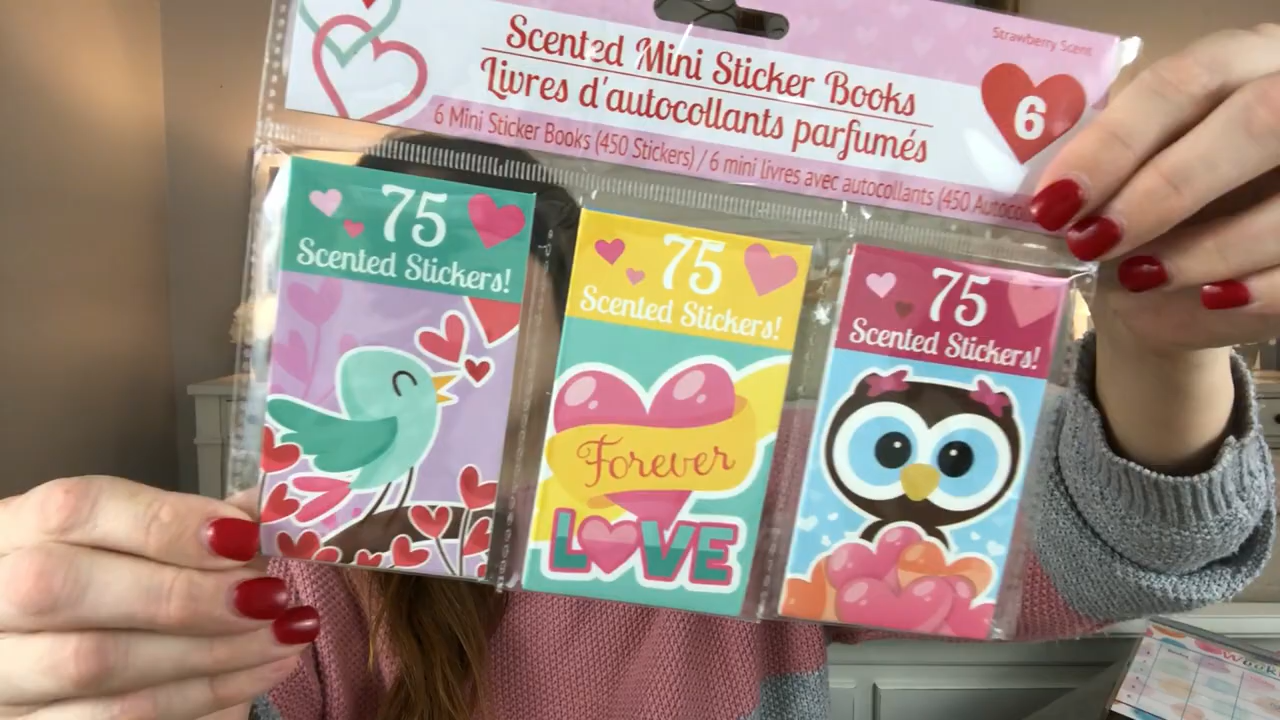 Strawberry Scent
Scented Mini Sticker Books
Livres d'autocollants parfumés
6
6 Mini Sticker Books (450 Stickers) / 6 mini livres avec autocollants (450 Autoco
75
Scented Stickers!
75
Scented Stickers!
Forever
LOVE
75
Scented Stickers!